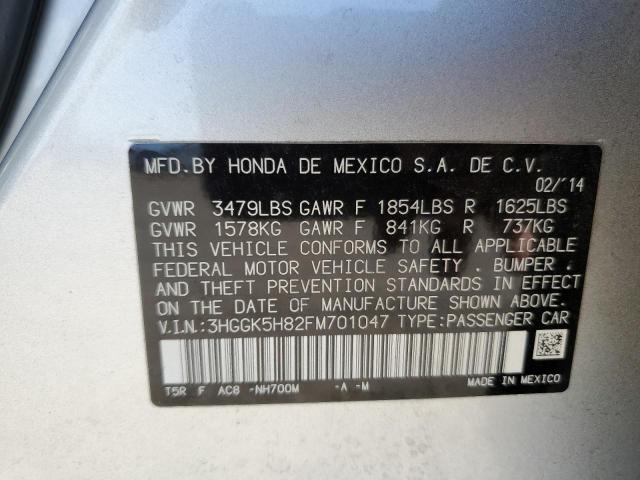 MFD. BY HONDA DE MEXICO S.A. DE C.V.
02/'14
GVWR 3479LBS GAWR F 1854LBS R 1625LBS
GVWR 1578KG GAWR F 841KG R 737KG
THIS VEHICLE CONFORMS TO ALL APPLICABLE
FEDERAL MOTOR VEHICLE SAFETY . BUMPER .
AND THEFT PREVENTION STANDARDS IN EFFECT
ON THE DATE OF MANUFACTURE SHOWN ABOVE.
V.I.N.:3HGGK5H82FM701047 TYPE:PASSENGER CAR
T5R F AC8 -NH700M -A -M
MADE IN MEXICO